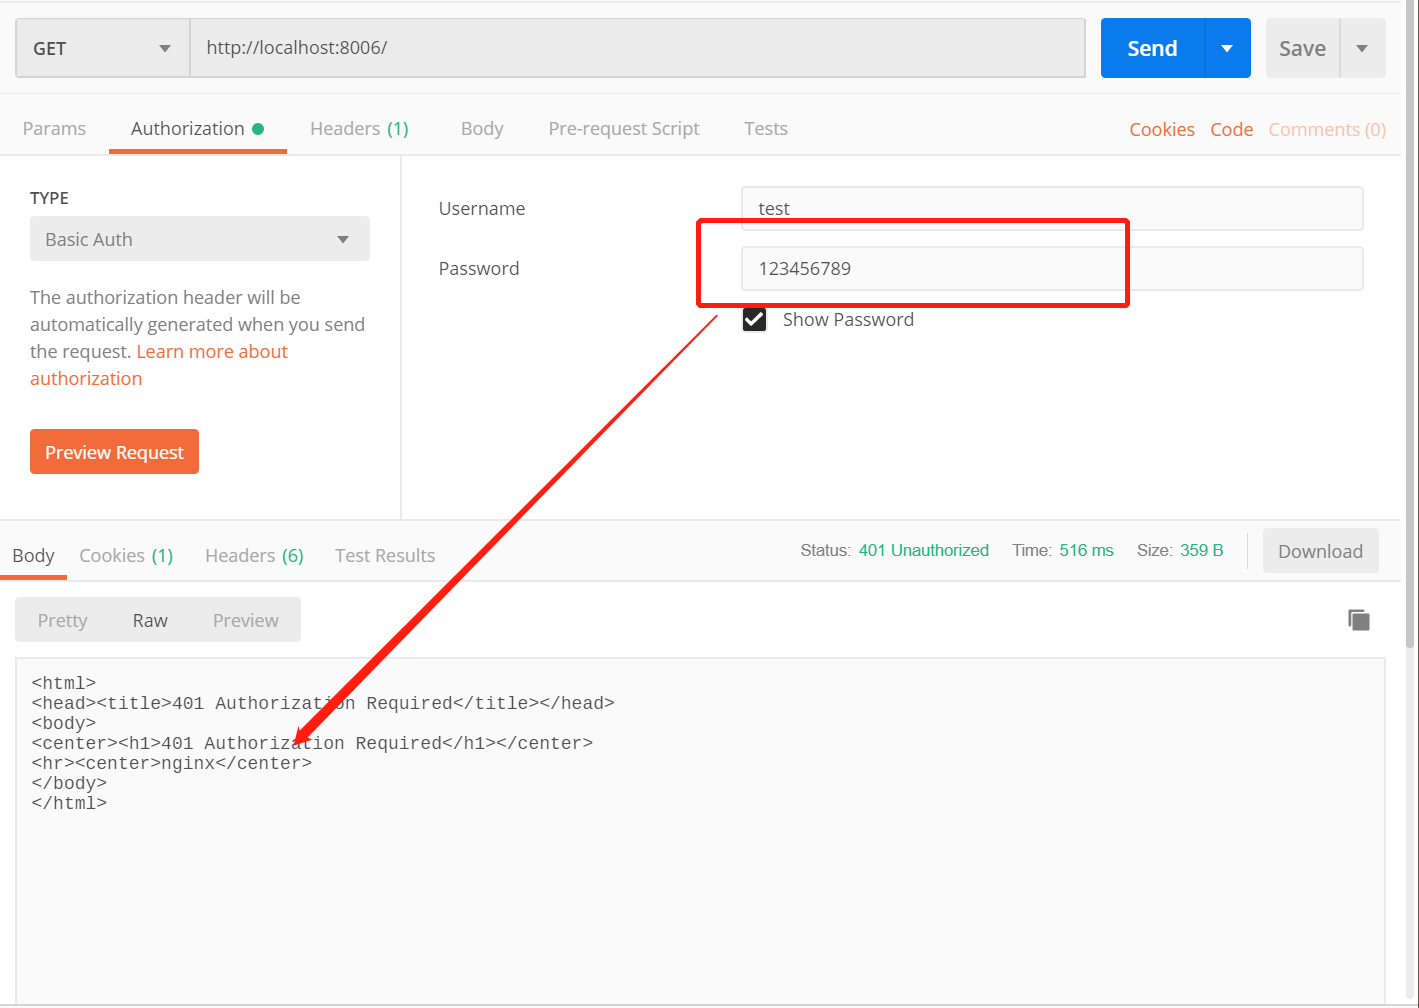 GET
http://localhost:8006/
Send
Save
Params
Authorization
Headers (1)
Body
Pre-request Script
Tests
Cookies
Code
Comments (0)
TYPE
Basic Auth
The authorization header will be
automatically generated when you send
the request. Learn more about
authorization
Preview Request
Username
test
Password
123456789
Show Password
Body
Cookies (1)
Headers (6)
Test Results
Status: 401 Unauthorized
Time: 516 ms
Size: 359 B
Download
Pretty
Raw
Preview
<html>
<head><title>401 Authorization Required</title></head>
<body>
<center><h1>401 Authorization Required</h1></center>
<hr><center>nginx</center>
</body>
</html>